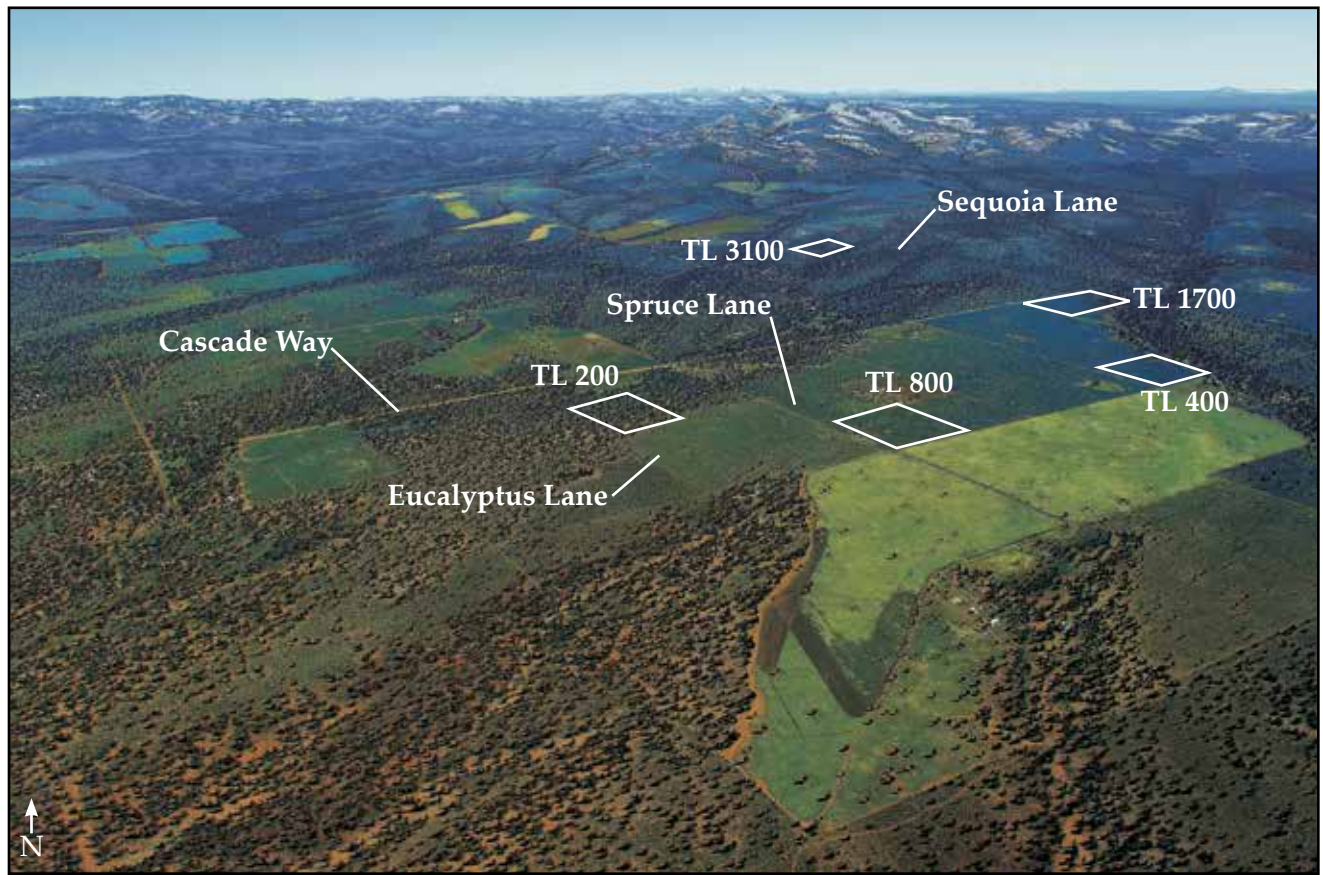 Sequoia Lane
TL 3100
TL 1700
Spruce Lane
Cascade Way
TL 200
TL 800
TL 400
Eucalyptus Lane
N